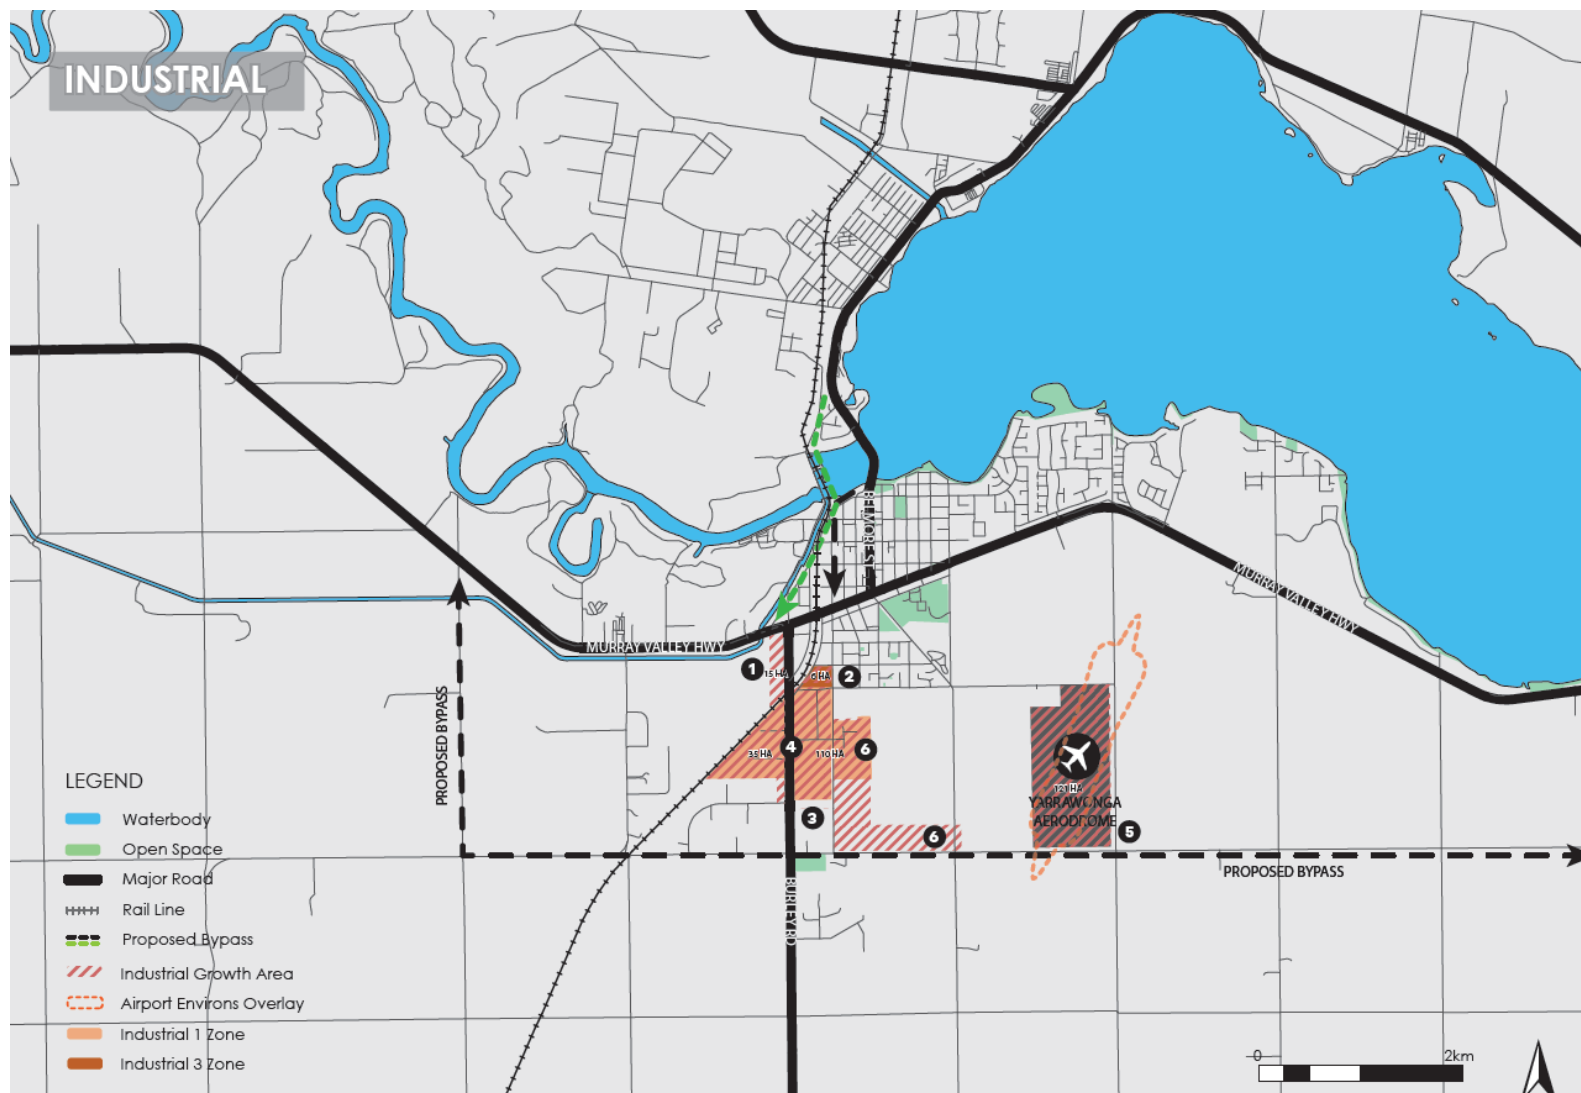 INDUSTRIAL
BELMORE ST
MURRAY VALLEY HWY
MURRAY VALLEY HWY
1
15 HA
6 HA
2
PROPOSED BYPASS
35 HA
4
110 HA
6
121 HA
YARRAWONGA
AERODROME
3
6
5
PROPOSED BYPASS
BURLEY RD
LEGEND
Waterbody
Open Space
Major Road
Rail Line
Proposed Bypass
Industrial Growth Area
Airport Environs Overlay
Industrial 1 Zone
Industrial 3 Zone
0
2km